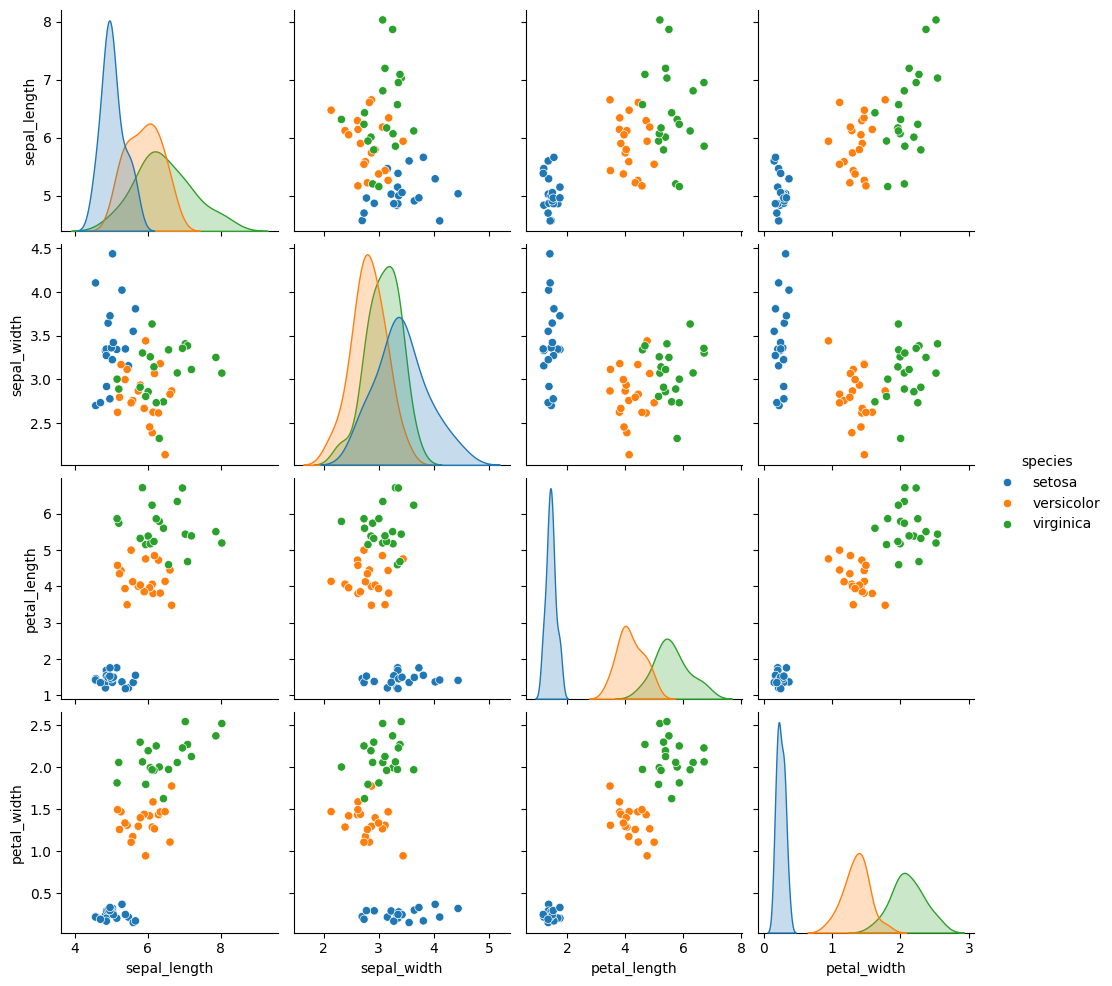 8
7
6
5
sepal_length
4.5
4.0
3.5
3.0
2.5
sepal_width
species
setosa
versicolor
virginica
6
5
4
3
2
1
petal_length
2.5
2.0
1.5
1.0
0.5
petal_width
4 6 8
2 3 4 5
2 4 6 8
0 1 2 3
sepal_length
sepal_width
petal_length
petal_width